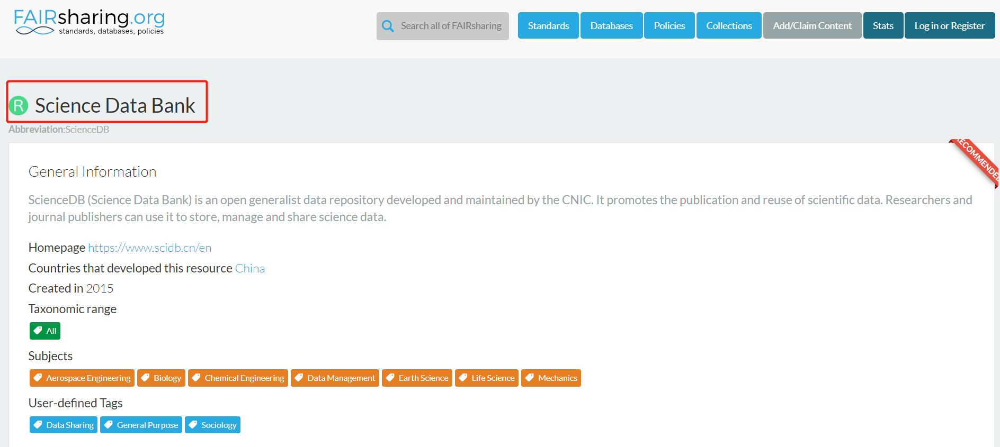 FAIRsharing.org
standards, databases, policies
Search all of FAIRsharing
Standards
Databases
Policies
Collections
Add/Claim Content
Stats
Log in or Register
R Science Data Bank
Abbreviation:ScienceDB
RECOMMENDED
General Information
ScienceDB (Science Data Bank) is an open generalist data repository developed and maintained by the CNIC. It promotes the publication and reuse of scientific data. Researchers and
journal publishers can use it to store, manage and share science data.
Homepage https://www.scidb.cn/en
Countries that developed this resource China
Created in 2015
Taxonomic range
All
Subjects
Aerospace Engineering Biology Chemical Engineering Data Management Earth Science Life Science Mechanics
User-defined Tags
Data Sharing General Purpose Sociology